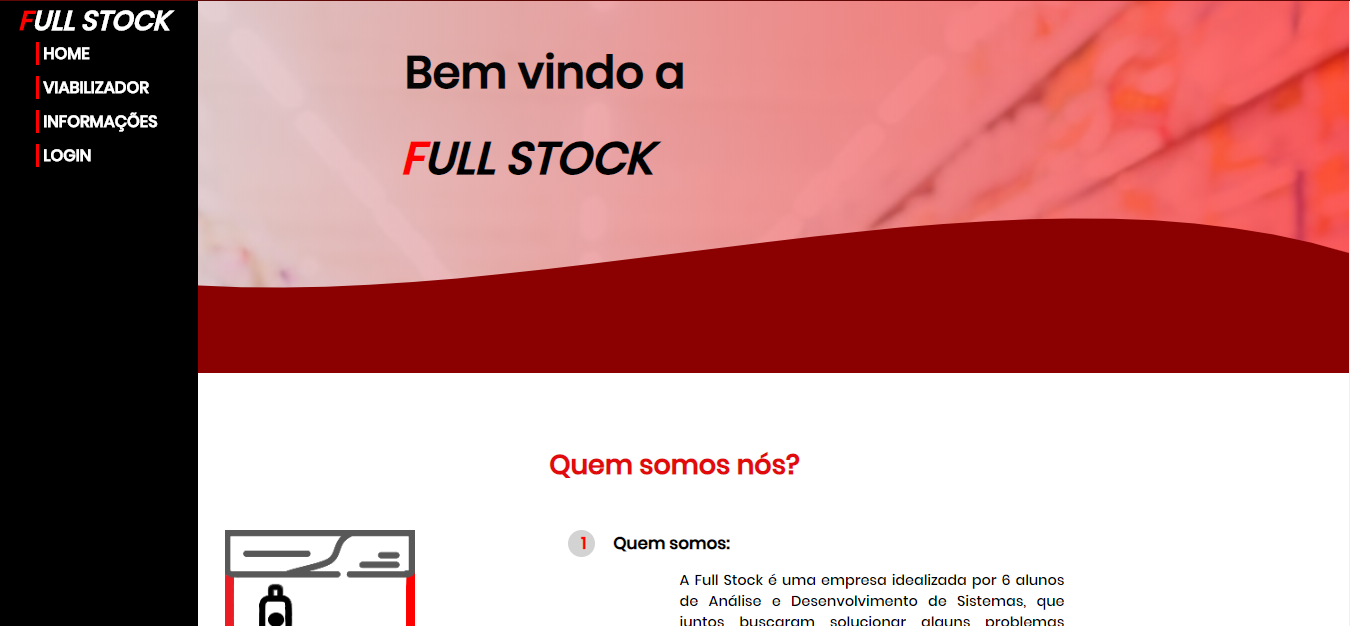 FULL STOCK
HOME
VIABILIZADOR
INFORMAÇÕES
LOGIN
Bem vindo a
FULL STOCK
Quem somos nós?
1 Quem somos:
A Full Stock é uma empresa idealizada por 6 alunos
de Análise e Desenvolvimento de Sistemas, que
juntos buscaram solucionar alguns problemas